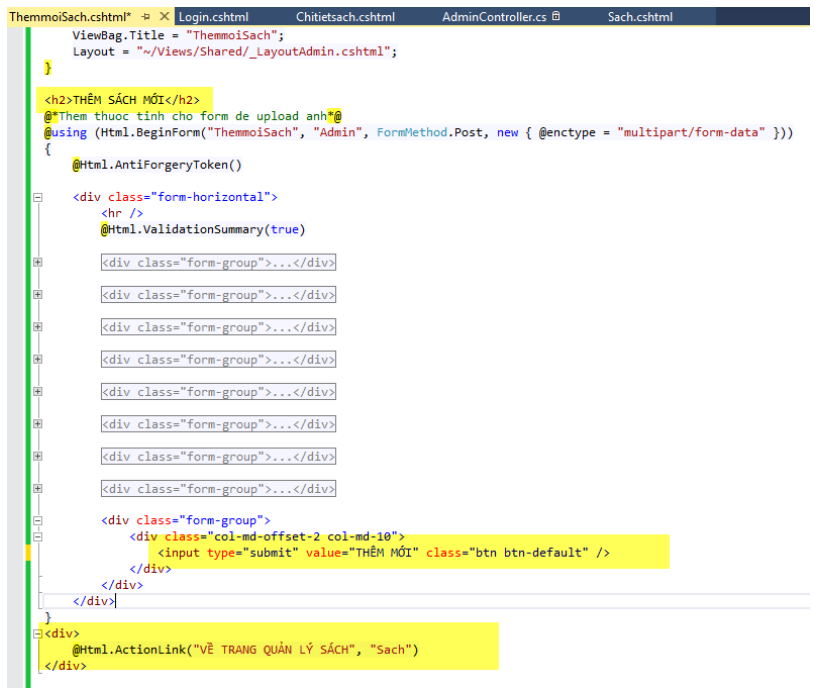 ThemmoiSach.cshtml* Login.cshtml Chitietsach.cshtml AdminController.cs Sach.cshtml
ViewBag.Title = "ThemmoiSach";
Layout = "~/Views/Shared/_LayoutAdmin.cshtml";
}
<h2>THÊM SÁCH MỚI</h2>
@*Them thuoc tinh cho form de upload anh*@
@using (Html.BeginForm("ThemmoiSach", "Admin", FormMethod.Post, new { @enctype = "multipart/form-data" }))
{
@Html.AntiForgeryToken()
<div class="form-horizontal">
<hr />
@Html.ValidationSummary(true)
<div class="form-group">...</div>
<div class="form-group">...</div>
<div class="form-group">...</div>
<div class="form-group">...</div>
<div class="form-group">...</div>
<div class="form-group">...</div>
<div class="form-group">...</div>
<div class="form-group">...</div>
<div class="form-group">
<div class="col-md-offset-2 col-md-10">
<input type="submit" value="THÊM MỚI" class="btn btn-default" />
</div>
</div>
</div>
}
<div>
@Html.ActionLink("VỀ TRANG QUẢN LÝ SÁCH", "Sach")
</div>